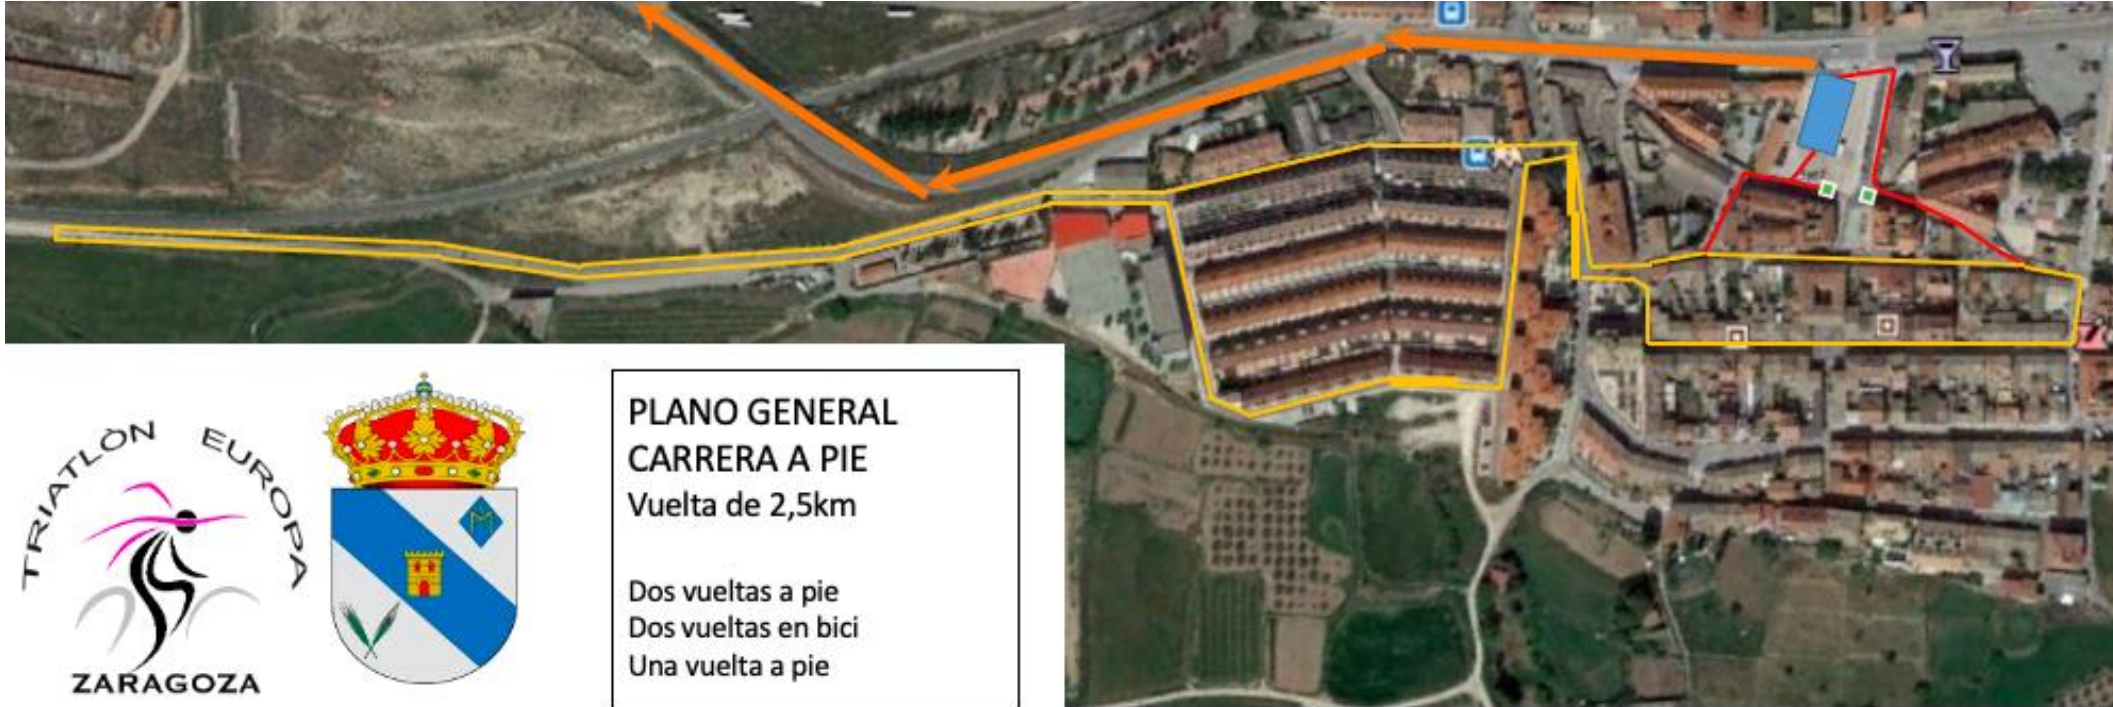 TRIATLÒN EUROPA
ZARAGOZA
PLANO GENERAL
CARRERA A PIE
Vuelta de 2,5km
Dos vueltas a pie
Dos vueltas en bici
Una vuelta a pie